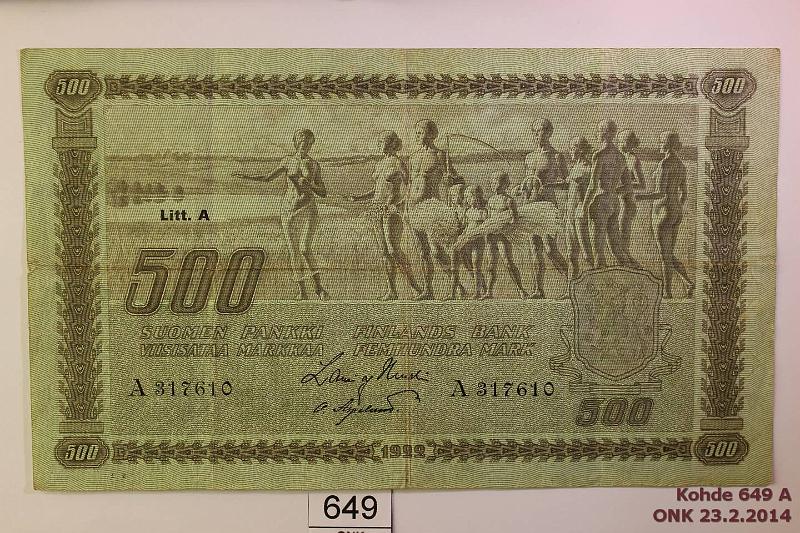 500 500
Litt. A
500
SUOMEN PANKKI FINLANDS BANK
VIISISATAA MARKKAA FEMHUNDRA MARK
A 317610 A 317610
500
500 1922 500
649
ONK
Kohde 649 A
ONK 23.2.2014